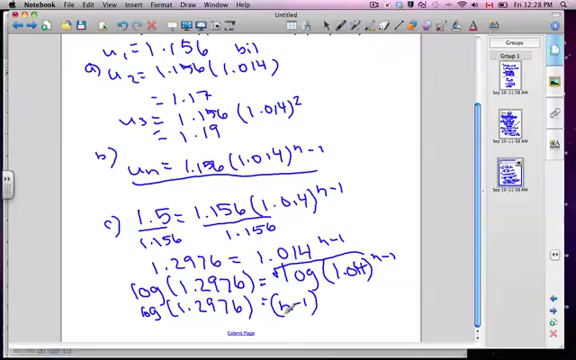 Notebook File Edit View Insert Format Draw Window Help
Fri 12:28 PM
Untitled
u₁ = 1.156 bil
a) u₂ = 1.156(1.014)
= 1.17
u₃ = 1.156(1.014)²
= 1.19
b) uₙ = 1.156(1.014)ⁿ⁻¹
c) 1.5 = 1.156(1.014)ⁿ⁻¹
1.156 1.156
1.2976 = 1.014ⁿ⁻¹
log(1.2976) = log(1.014)ⁿ⁻¹
log(1.2976) = (n-1)
Extend Page
Groups
Group 1